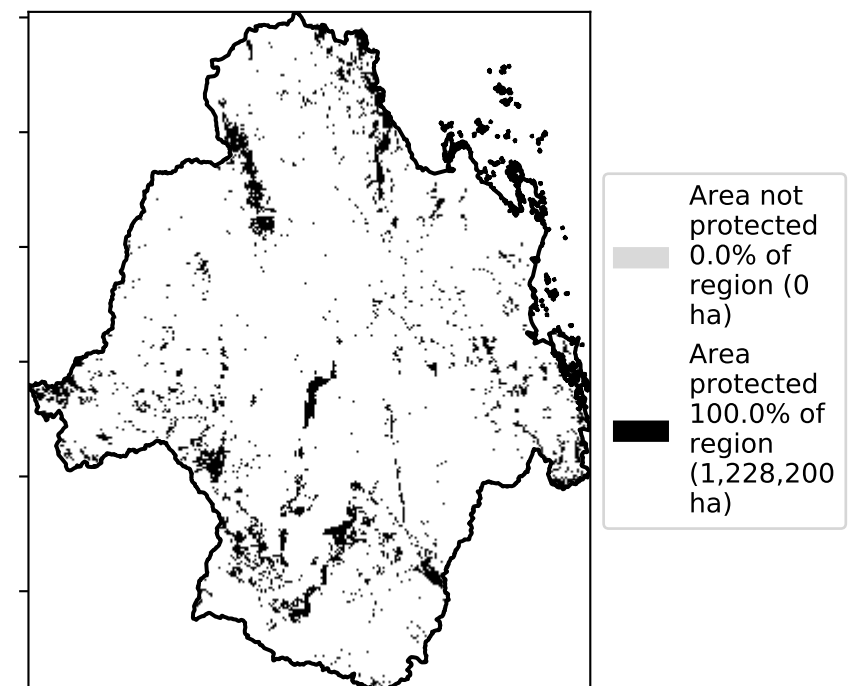 Area not
protected
0.0% of
region (0
ha)
Area
protected
100.0% of
region
(1,228,200
ha)